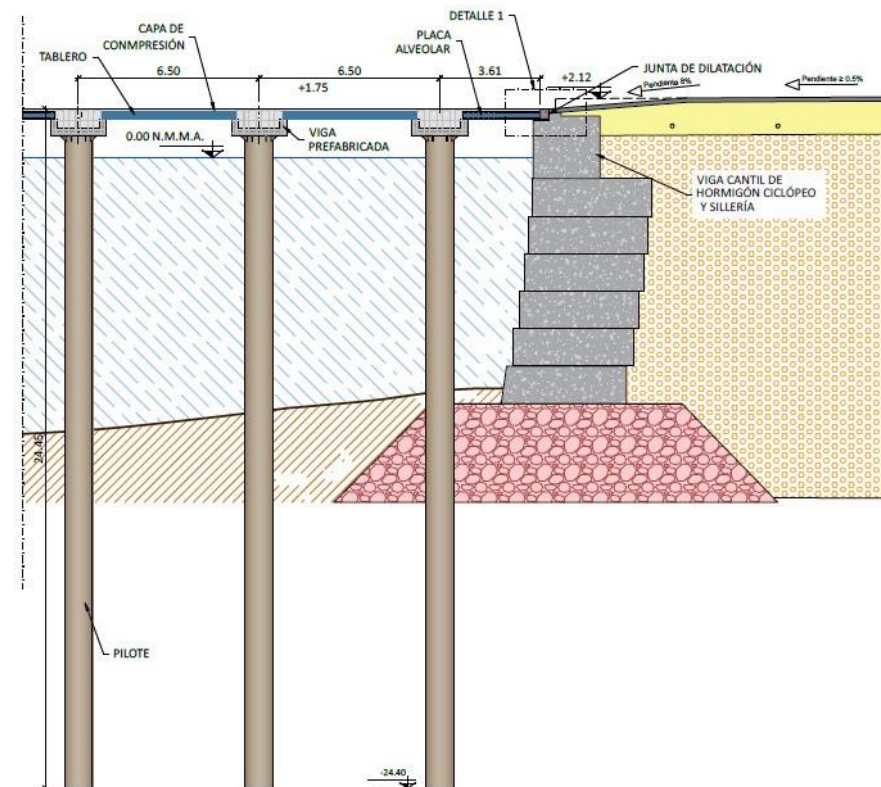 DETALLE 1
CAPA DE
CONMPRESIÓN
TABLERO
PLACA
ALVEOLAR
6.50
6.50
3.61
+1.75
+2.12
JUNTA DE DILATACIÓN
Pendiente 8%
Pendiente ≥ 0.5%
0.00 N.M.M.A.
VIGA
PREFABRICADA
VIGA CANTIL DE
HORMIGÓN CICLÓPEO
Y SILLERÍA
24.45
PILOTE
-24.40